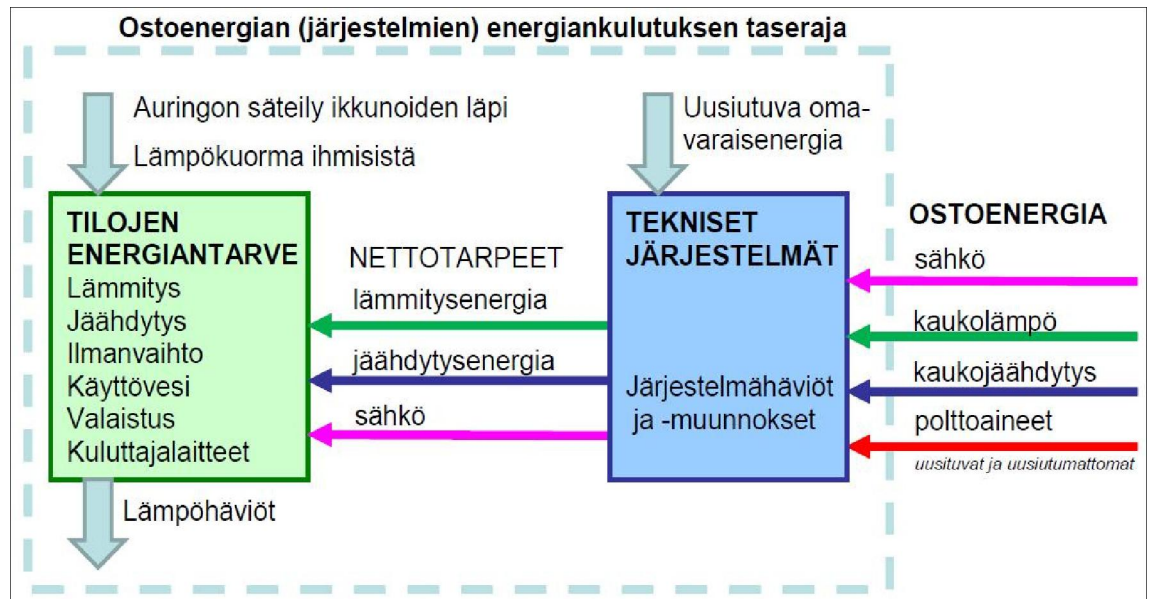 Ostoenergian (järjestelmien) energiankulutuksen taseraja
Auringon säteily ikkunoiden läpi
Lämpökuorma ihmisistä
Uusiutuva oma-
varaisenergia
TILOJEN
ENERGIANTARVE
Lämmitys
Jäähdytys
Ilmanvaihto
Käyttövesi
Valaistus
Kuluttajalaitteet
NETTOTARPEET
lämmitysenergia
jäähdytysenergia
sähkö
TEKNISET
JÄRJESTELMÄT
Järjestelmähäviöt
ja -muunnokset
OSTOENERGIA
sähkö
kaukolämpö
kaukojäähdytys
polttoaineet
uusituvat ja uusiutumattomat
Lämpöhäviöt